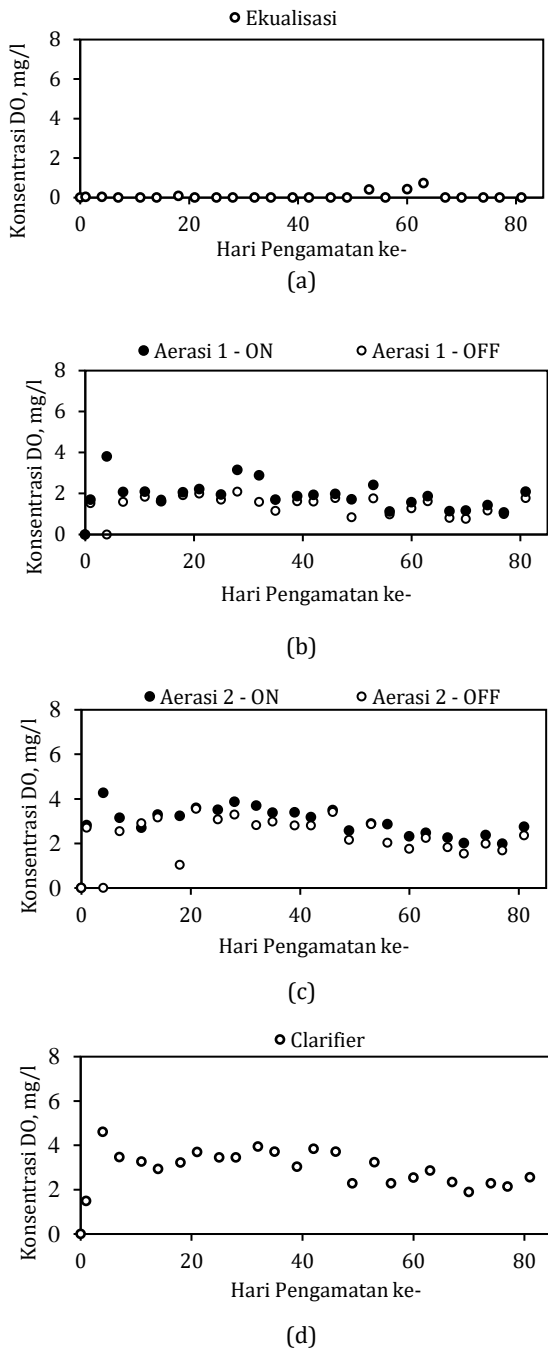 Ekualisasi
8
6
4
2
0
Konsentrasi DO, mg/l
0 20 40 60 80
Hari Pengamatan ke-
(a)
Aerasi 1 - ON Aerasi 1 - OFF
8
6
4
2
0
Konsentrasi DO, mg/l
0 20 40 60 80
Hari Pengamatan ke-
(b)
Aerasi 2 - ON Aerasi 2 - OFF
8
6
4
2
0
Konsentrasi DO, mg/l
0 20 40 60 80
Hari Pengamatan ke-
(c)
Clarifier
8
6
4
2
0
Konsentrasi DO, mg/l
0 20 40 60 80
Hari Pengamatan ke-
(d)